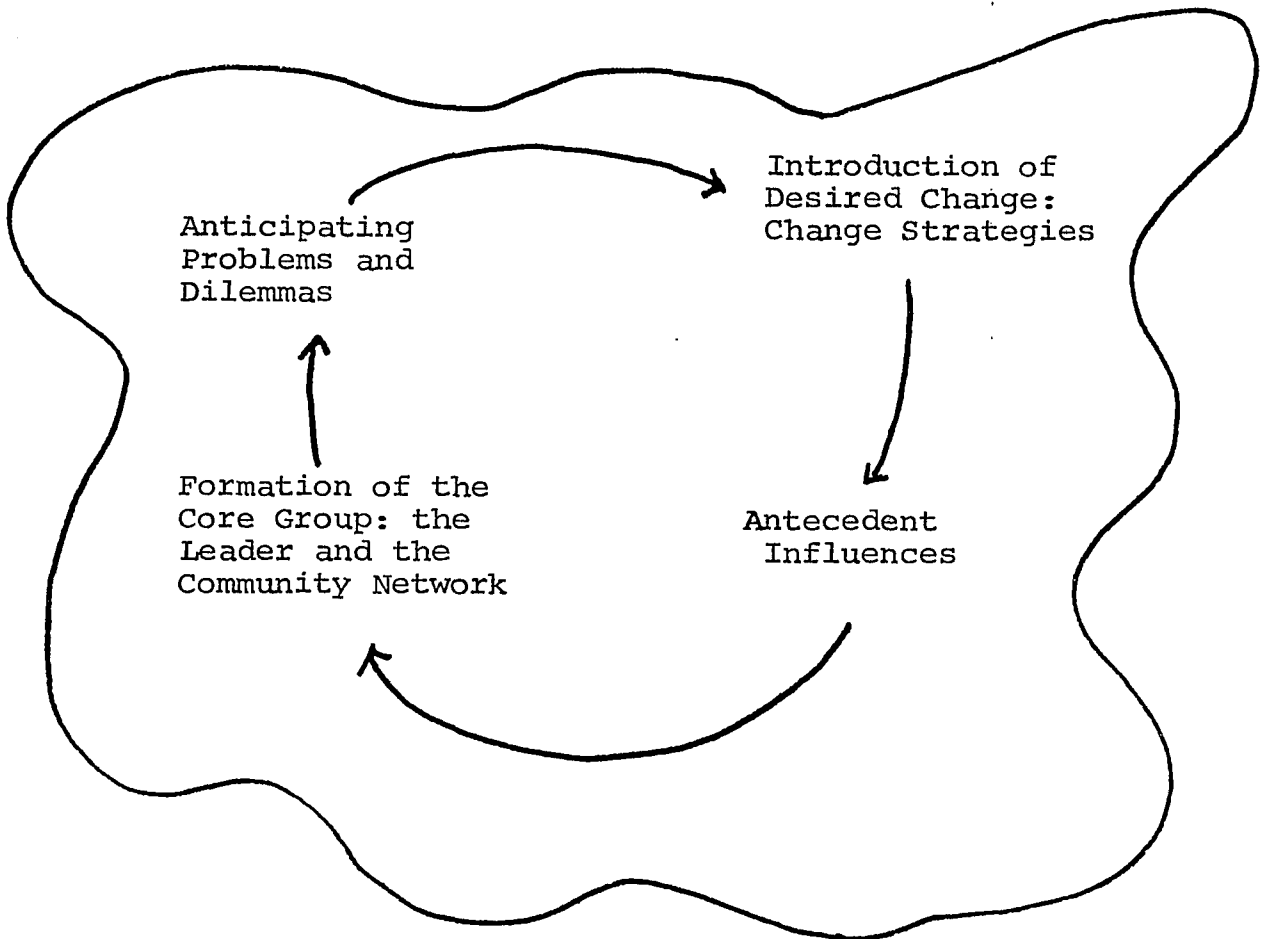 Anticipating
Problems and
Dilemmas
Introduction of
Desired Change:
Change Strategies
Formation of the
Core Group: the
Leader and the
Community Network
Antecedent
Influences